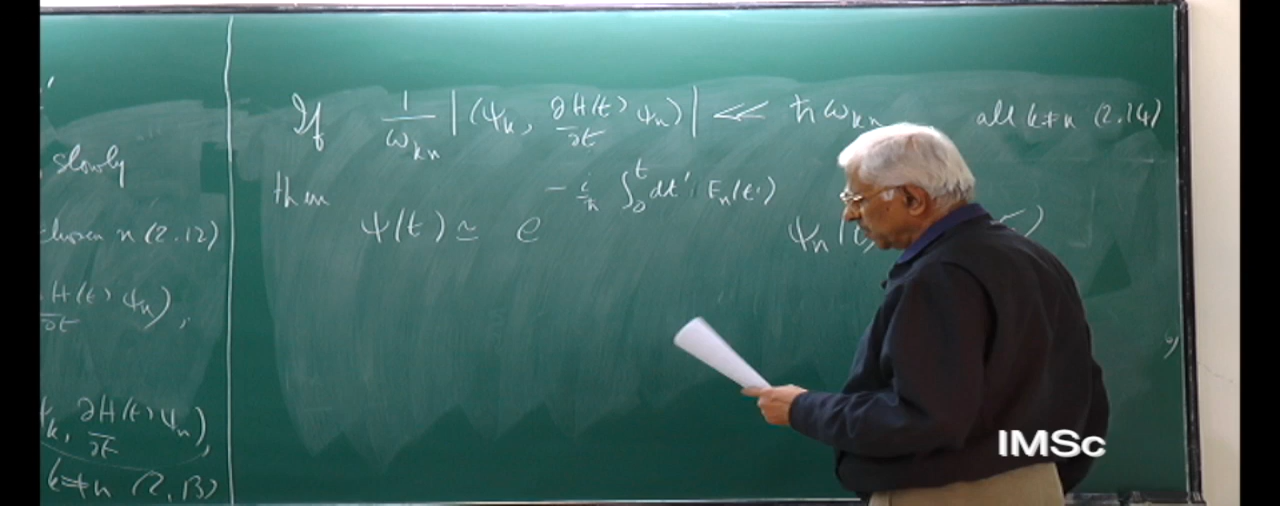 slowly
chosen n (2.12)
∂H(t)/∂t ψn),
ψk, ∂H(t)/∂t ψn),
k≠n (2.13)
If 1/ωkn |(ψk, ∂H(t)/∂t ψn)| << ħωkn all k≠n (2.14)
then ψ(t) ≃ e^{-i/ħ ∫₀ᵗ dt' En(t')} ψn(
IMSc